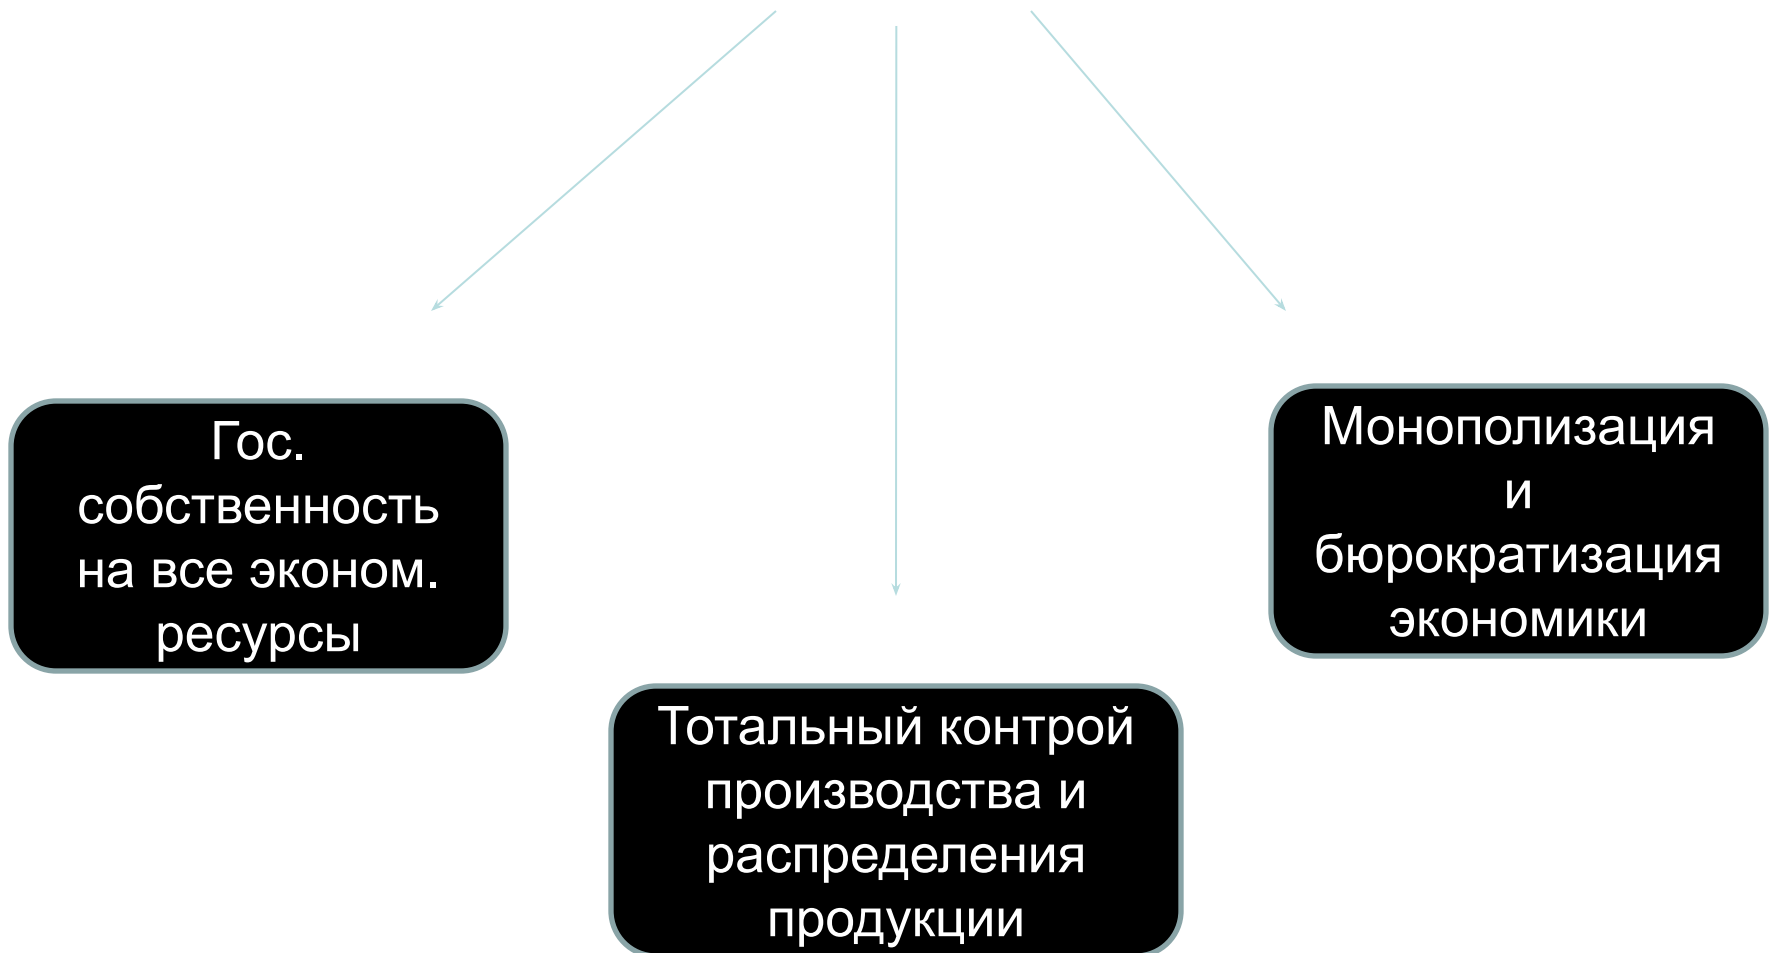 Гос.
собственность
на все эконом.
ресурсы
Тотальный контрой
производства и
распределения
продукции
Монополизация
и
бюрократизация
экономики